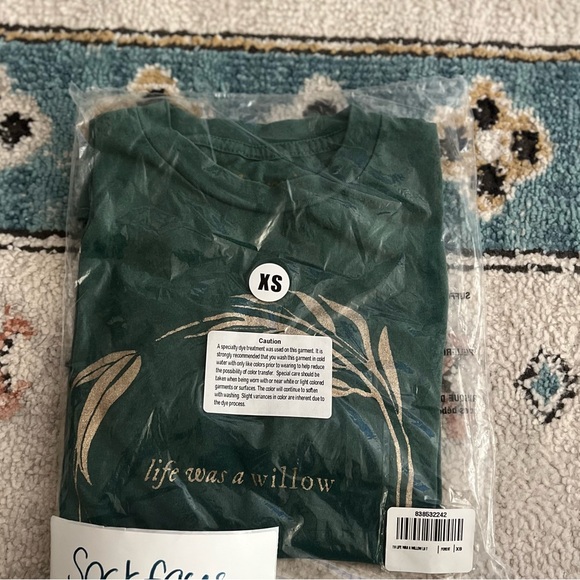 XS
Caution
A specialty dye treatment was used on this garment. It is
strongly recommended that you wash this garment in cold
water with only like colors prior to wearing to help reduce
the possibility of color transfer. Special care should be
taken when being worn with or near white or light colored
garments or surfaces. The color will continue to soften
with washing. Slight variances in color are inherent due to
the dye process.
life was a willow
838532242